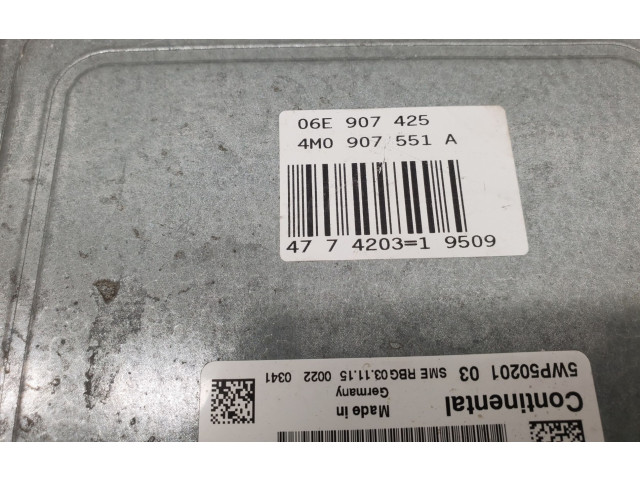 06E 907 425
4M0 907 551 A
47 7 4203=1 9509
Continental
5WP50201 03 SME RBG03.11.15 0022 0341
Made in
Germany